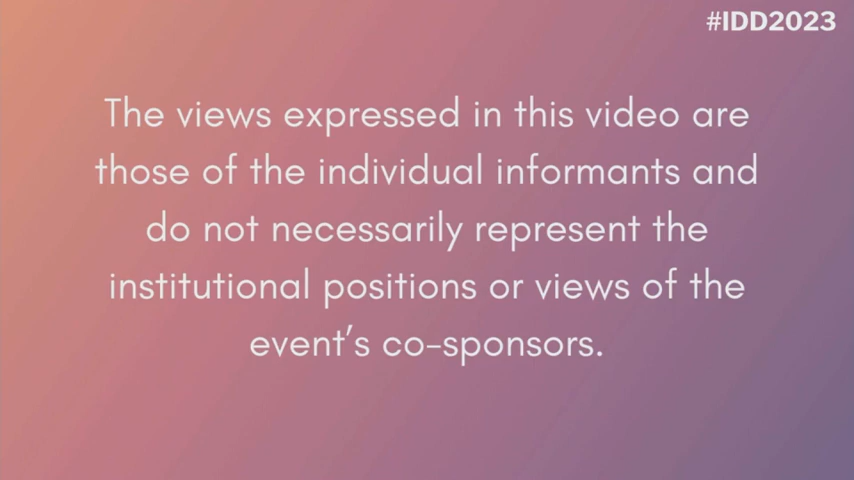 #IDD2023
The views expressed in this video are
those of the individual informants and
do not necessarily represent the
institutional positions or views of the
event’s co-sponsors.